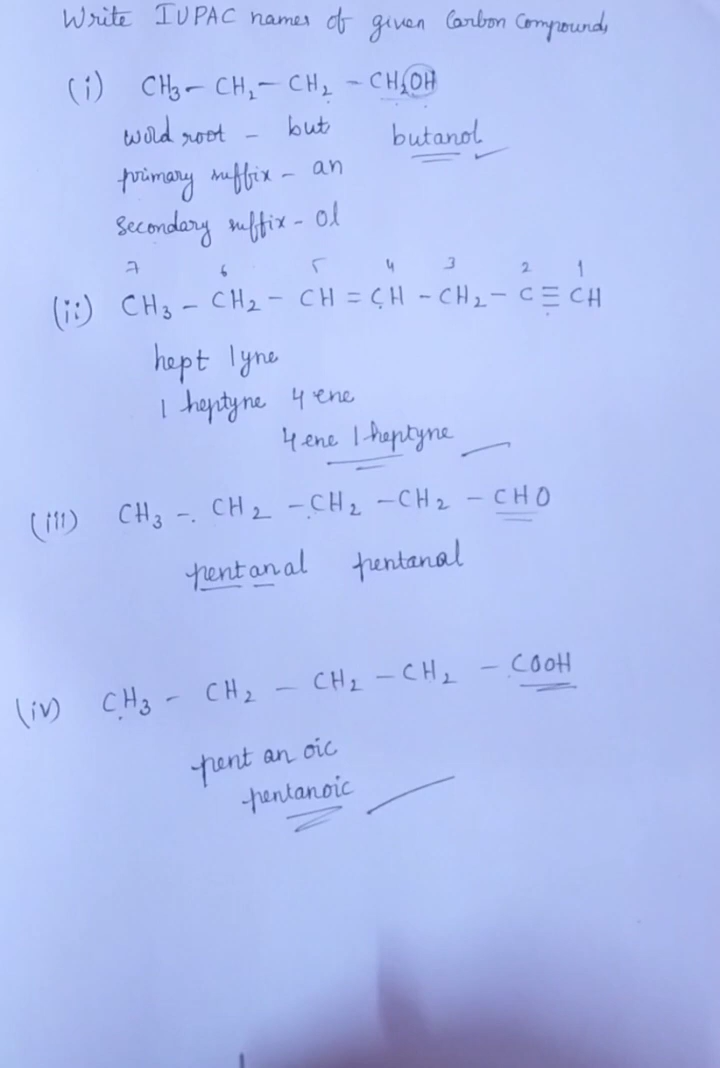 Write IUPAC names of given Carbon Compounds
(i) CH3 - CH2 - CH2 - CH2OH
word root - but butanol
primary suffix - an
Secondary suffix - ol
7 6 5 4 3 2 1
(ii) CH3 - CH2 - CH = CH - CH2 - C ≡ CH
hept 1yne
1 heptyne 4 ene
4 ene 1 heptyne
(iii) CH3 - CH2 - CH2 - CH2 - CHO
pent an al pentanal
(iv) CH3 - CH2 - CH2 - CH2 - COOH
pent an oic
pentanoic